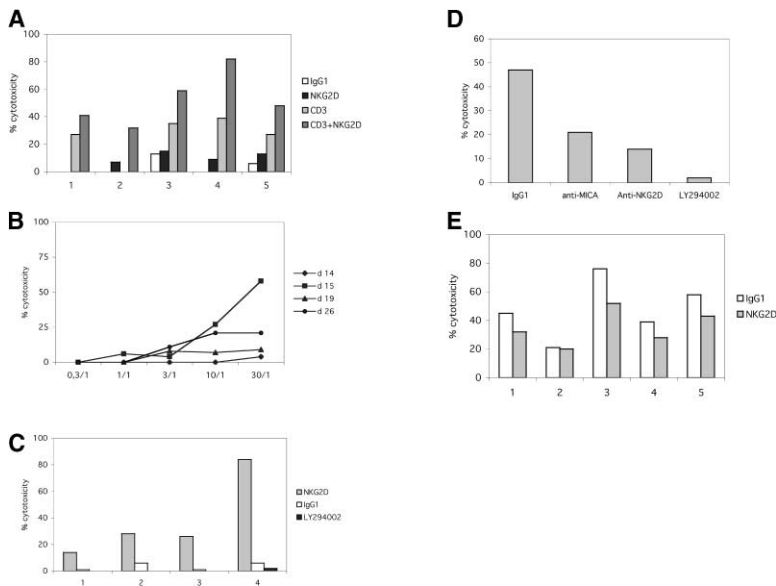 A
% cytotoxicity
100
80
60
40
20
0
1 2 3 4 5
IgG1
NKG2D
CD3
CD3+NKG2D
B
% cytotoxicity
100
75
50
25
0
0,3/1 1/1 3/1 10/1 30/1
d 14
d 15
d 19
d 26
C
% cytotoxicity
100
80
60
40
20
0
1 2 3 4
NKG2D
IgG1
LY294002
D
% cytotoxicity
60
50
40
30
20
10
0
IgG1 anti-MICA Anti-NKG2D LY294002
E
% cytotoxicity
100
80
60
40
20
0
1 2 3 4 5
IgG1
NKG2D